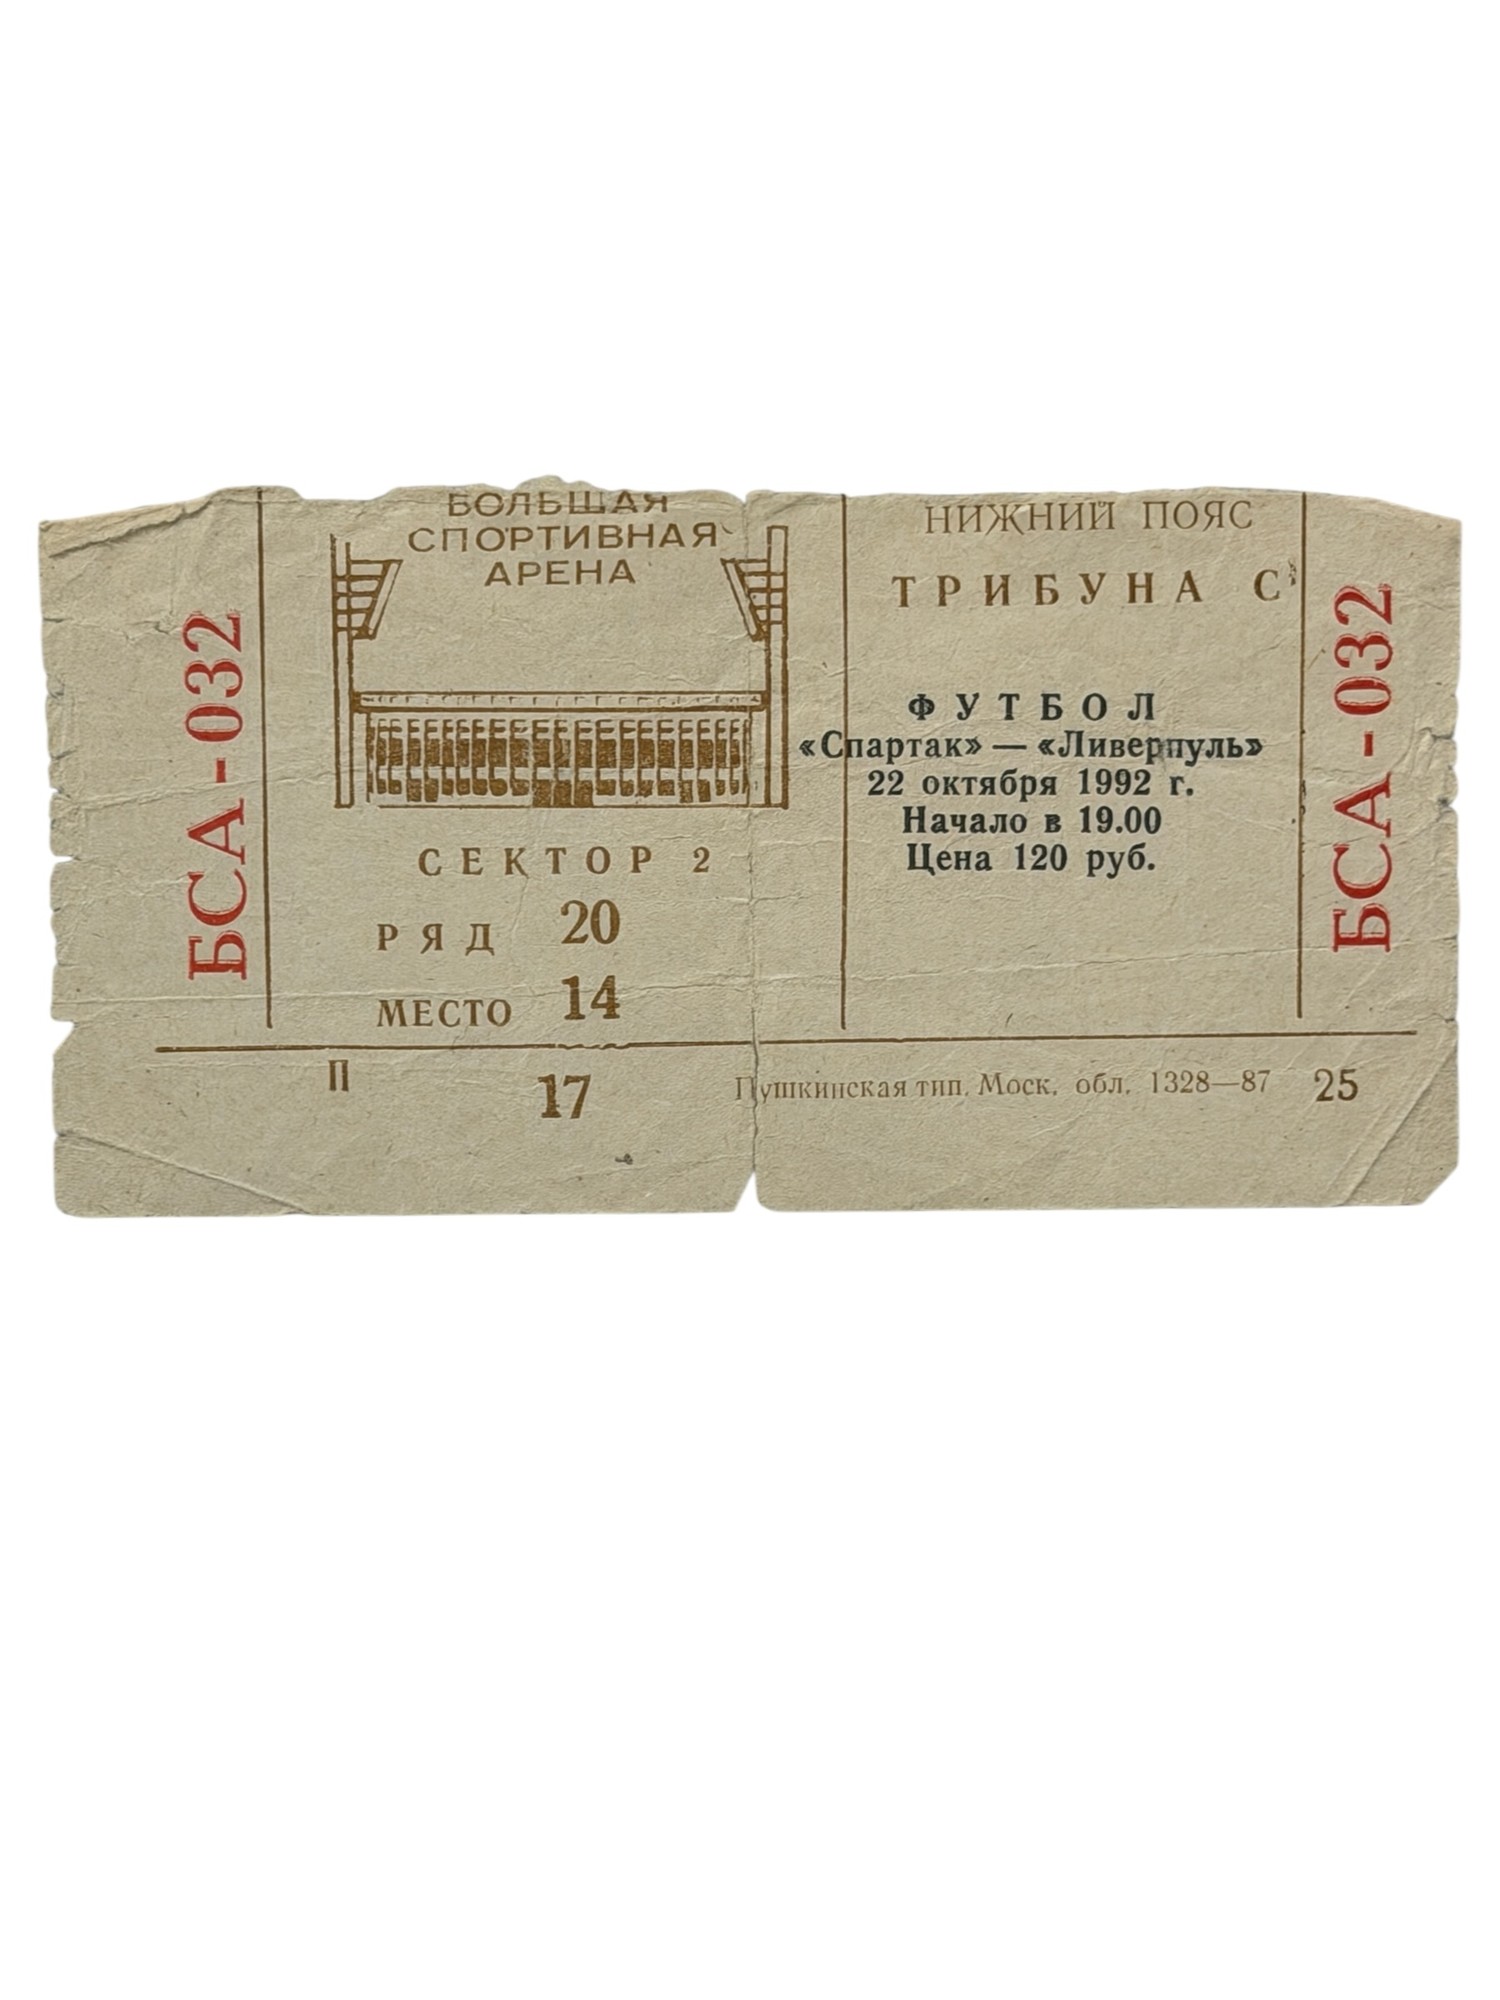 БСА-032
БОЛЬШАЯ
СПОРТИВНАЯ
АРЕНА
СЕКТОР 2
РЯД 20
МЕСТО 14
П 17
НИЖНИЙ ПОЯС
ТРИБУНА С
ФУТБОЛ
«Спартак» — «Ливерпуль»
22 октября 1992 г.
Начало в 19.00
Цена 120 руб.
Пушкинская тип. Моск. обл. 1328—87 25
БСА-032